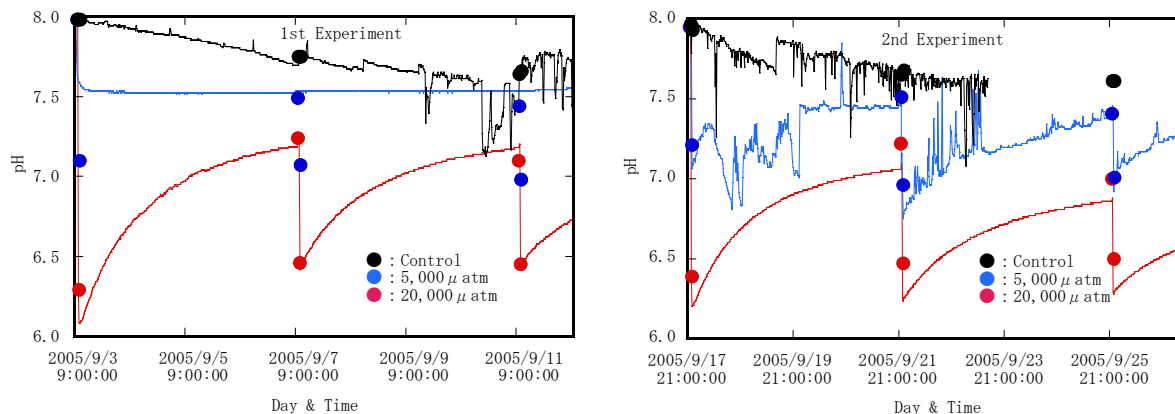 1st Experiment
pH
8.0
7.5
7.0
6.5
6.0
: Control
: 5,000 μ atm
: 20,000 μ atm
2005/9/3 2005/9/5 2005/9/7 2005/9/9 2005/9/11
9:00:00 9:00:00 9:00:00 9:00:00 9:00:00
Day & Time
2nd Experiment
pH
8.0
7.5
7.0
6.5
6.0
: Control
: 5,000 μ atm
: 20,000 μ atm
2005/9/17 2005/9/19 2005/9/21 2005/9/23 2005/9/25
21:00:00 21:00:00 21:00:00 21:00:00 21:00:00
Day & Time